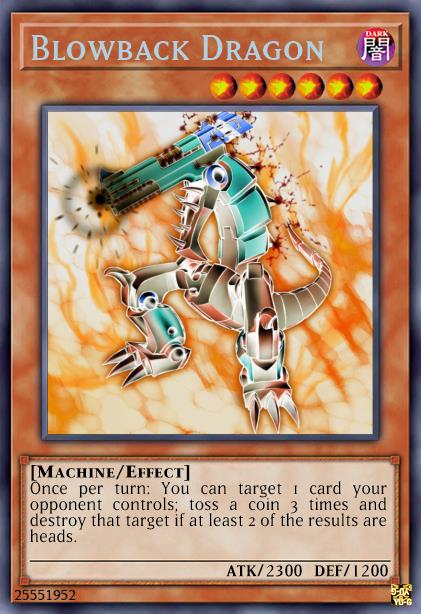 Blowback Dragon
DARK
闇
[Machine/Effect]
Once per turn: You can target 1 card your
opponent controls; toss a coin 3 times and
destroy that target if at least 2 of the results are
heads.
ATK/2300 DEF/1200
25551952